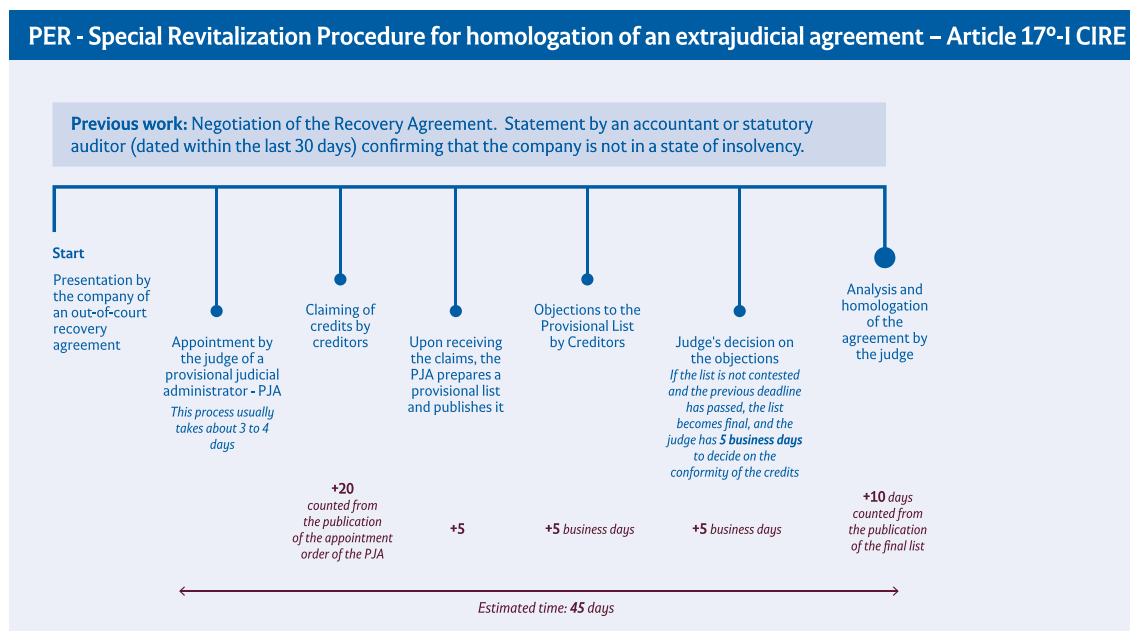 PER - Special Revitalization Procedure for homologation of an extrajudicial agreement – Article 17º-I CIRE
Previous work: Negotiation of the Recovery Agreement. Statement by an accountant or statutory
auditor (dated within the last 30 days) confirming that the company is not in a state of insolvency.
Start
Presentation by
the company of
an out-of-court
recovery
agreement
Appointment by
the judge of a
provisional judicial
administrator - PJA
This process usually
takes about 3 to 4
days
Claiming of
credits by
creditors
+20
counted from
the publication
of the appointment
order of the PJA
Upon receiving
the claims, the
PJA prepares a
provisional list
and publishes it
+5
Objections to the
Provisional List
by Creditors
+5 business days
Judge's decision on
the objections
If the list is not contested
and the previous deadline
has passed, the list
becomes final, and the
judge has 5 business days
to decide on the
conformity of the credits
+5 business days
Analysis and
homologation
of the
agreement by
the judge
+10 days
counted from
the publication
of the final list
Estimated time: 45 days